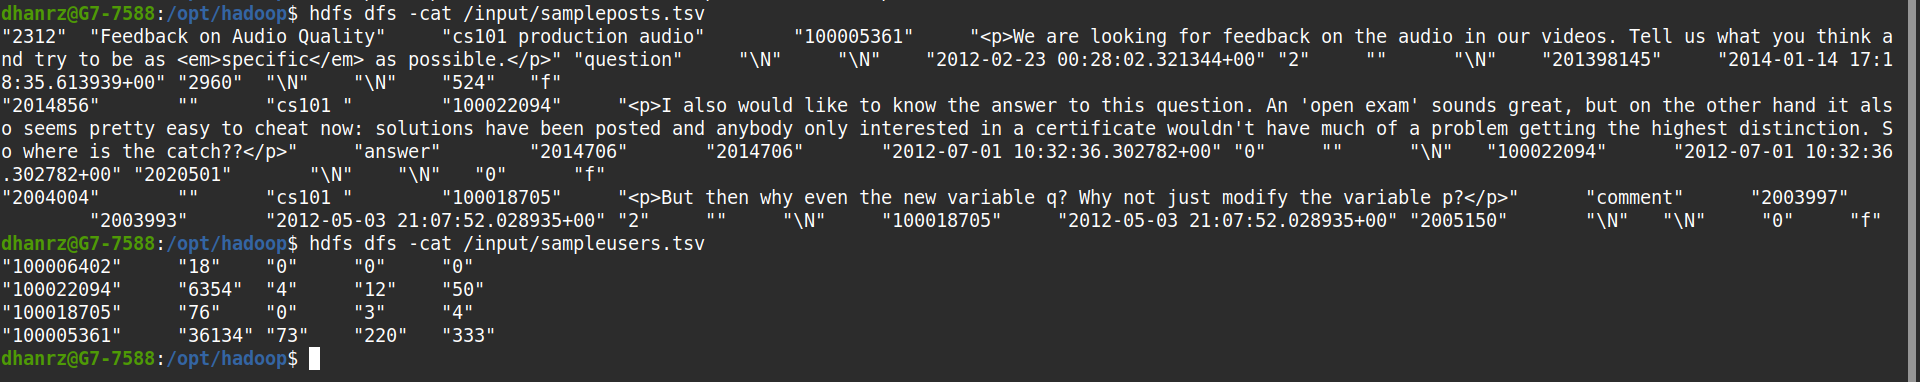 dhanrz@G7-7588:/opt/hadoop$ hdfs dfs -cat /input/sampleposts.tsv
"2312"  "Feedback on Audio Quality"     "cs101 production audio"        "100005361"     "<p>We are looking for feedback on the audio in our videos. Tell us what you think a
nd try to be as <em>specific</em> as possible.</p>" "question"     "\N"     "\N"    "2012-02-23 00:28:02.321344+00" "2"     ""      "\N"    "201398145"     "2014-01-14 17:1
8:35.613939+00" "2960"  "\N"    "\N"    "524"   "f"
"2014856"       ""      "cs101 "        "100022094"     "<p>I also would like to know the answer to this question. An 'open exam' sounds great, but on the other hand it als
o seems pretty easy to cheat now: solutions have been posted and anybody only interested in a certificate wouldn't have much of a problem getting the highest distinction. S
o where is the catch??</p>"     "answer"        "2014706"       "2014706"       "2012-07-01 10:32:36.302782+00" "0"     ""      "\N"   "100022094"      "2012-07-01 10:32:36
.302782+00" "2020501"       "\N"    "\N"   "0"      "f"
"2004004"       ""      "cs101 "        "100018705"     "<p>But then why even the new variable q? Why not just modify the variable p?</p>"      "comment"      "2003997"
        "2003993"       "2012-05-03 21:07:52.028935+00" "2"     ""     "\N"     "100018705"     "2012-05-03 21:07:52.028935+00" "2005150"       "\N"   "\N"     "0"     "f"
dhanrz@G7-7588:/opt/hadoop$ hdfs dfs -cat /input/sampleusers.tsv
"100006402"     "18"    "0"     "0"     "0"
"100022094"     "6354"  "4"     "12"    "50"
"100018705"     "76"    "0"     "3"     "4"
"100005361"     "36134" "73"    "220"   "333"
dhanrz@G7-7588:/opt/hadoop$